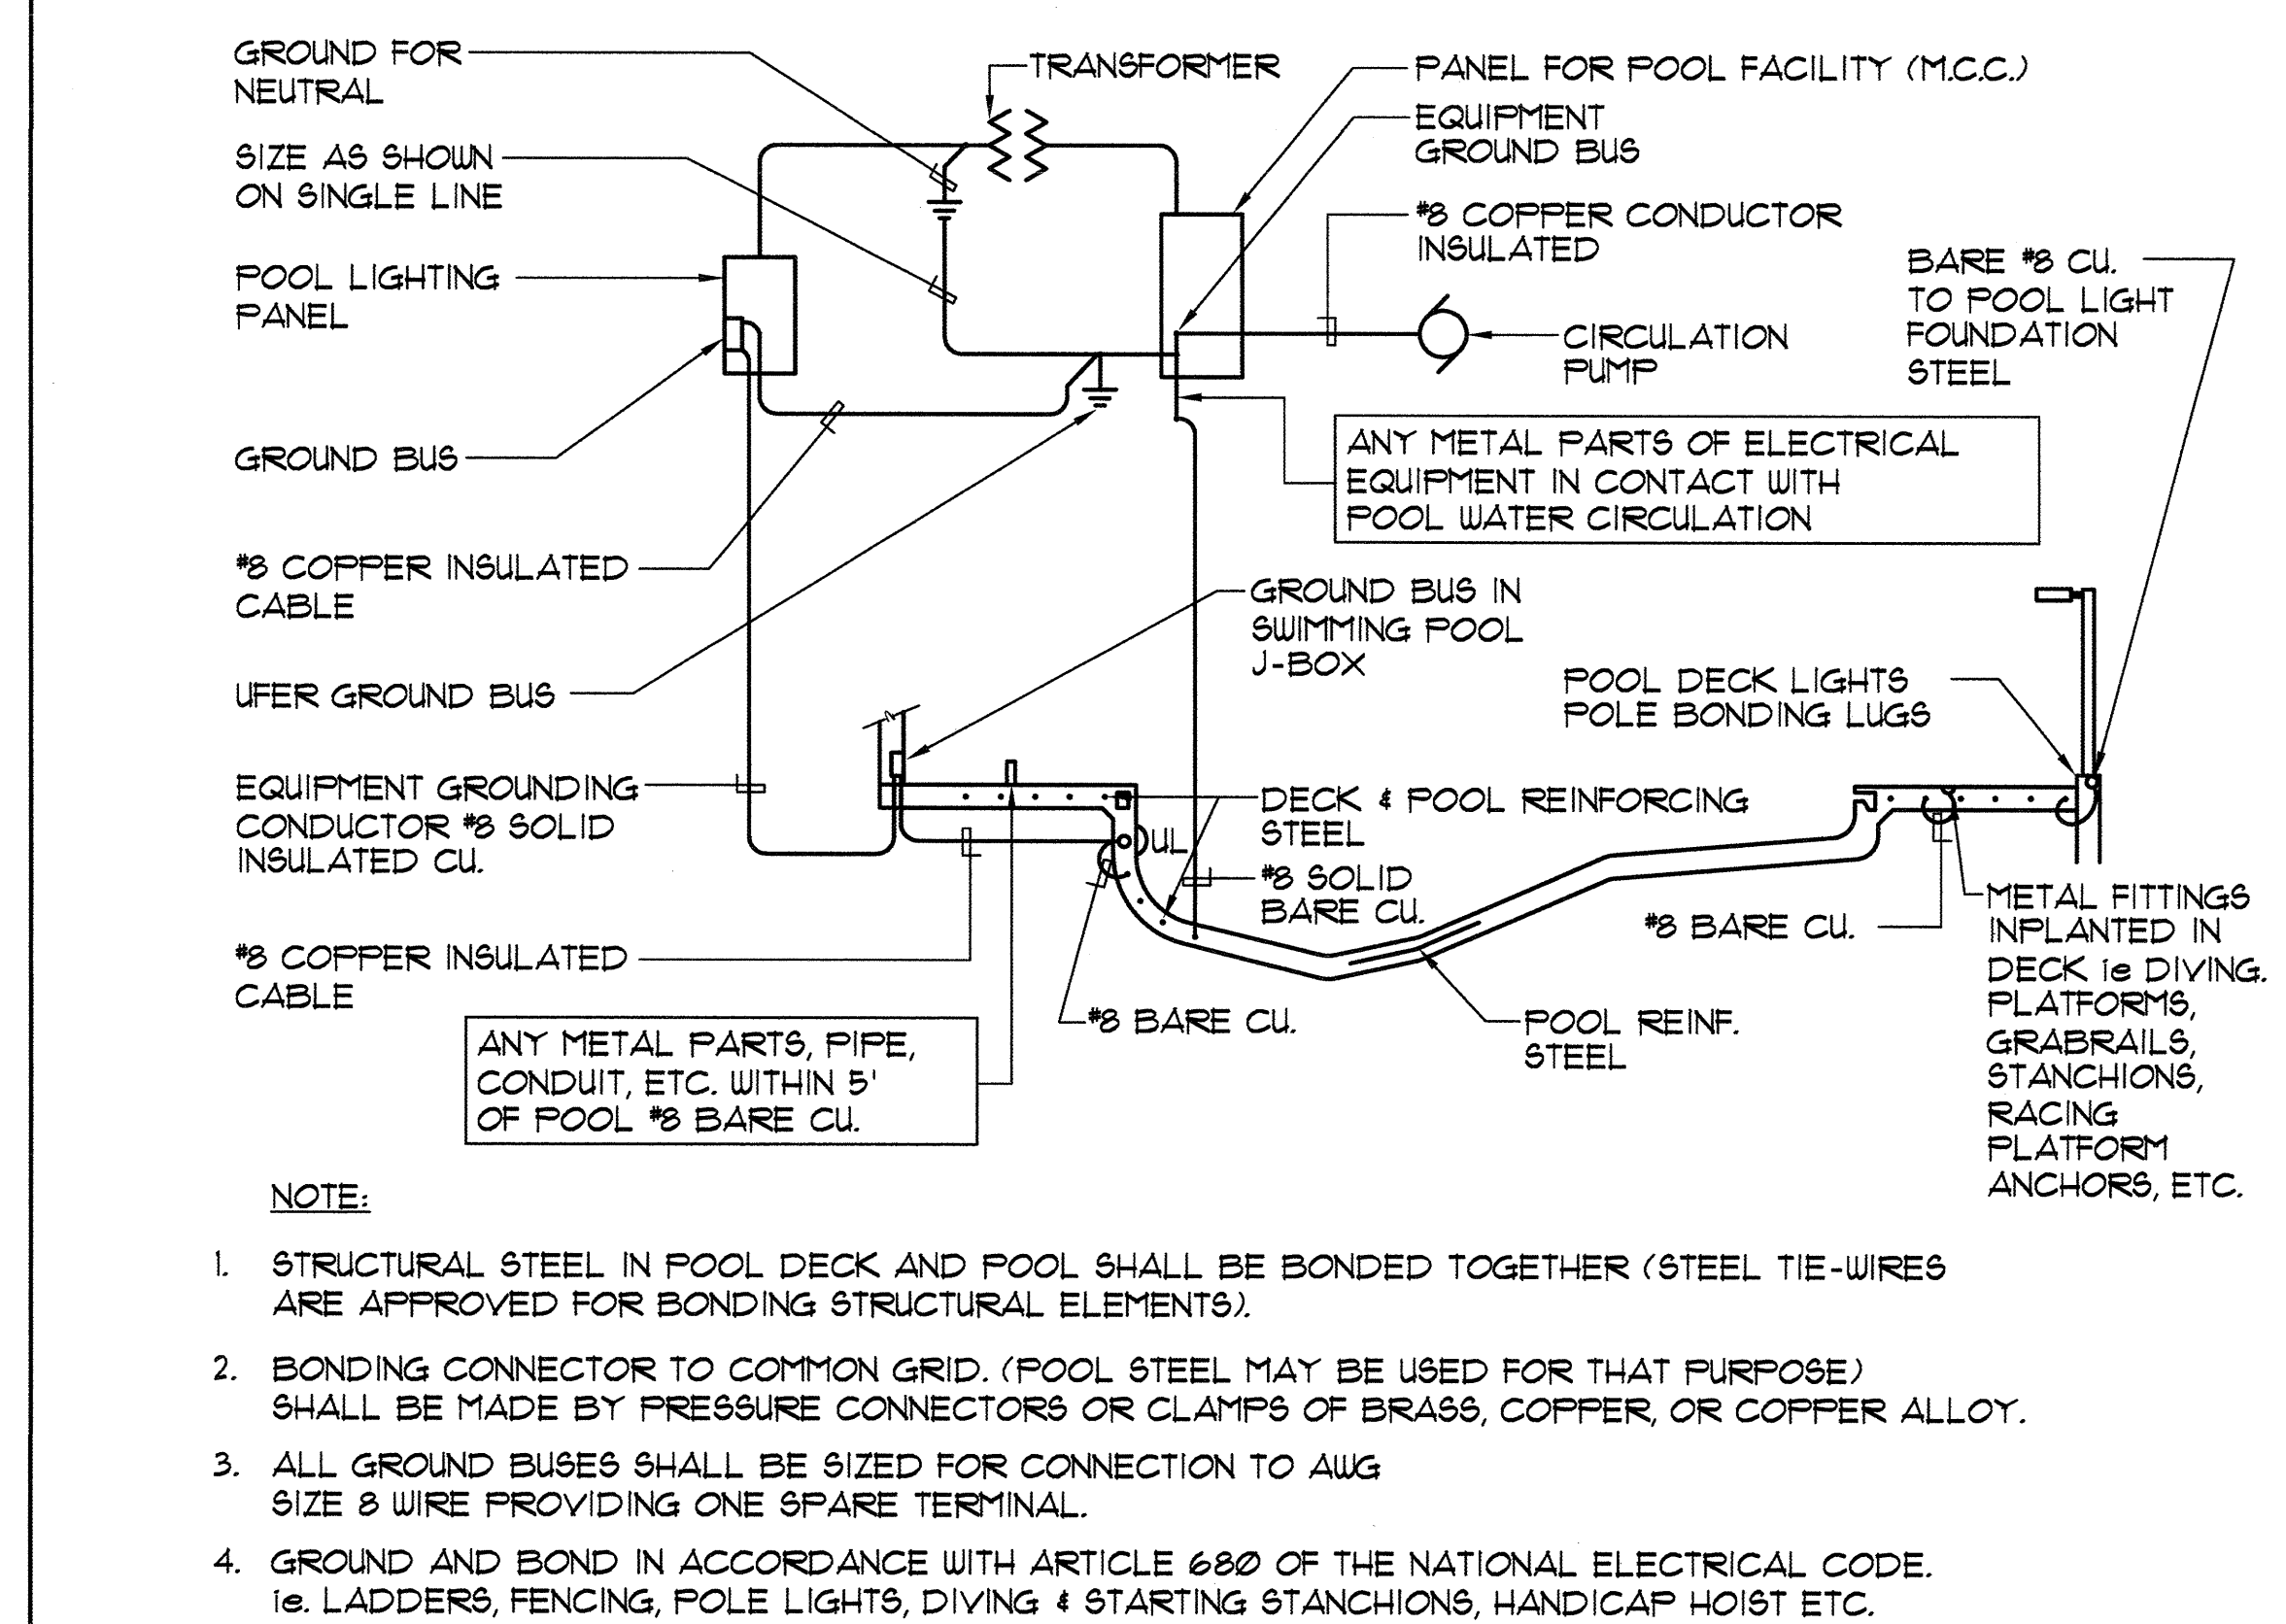 GROUND FOR
NEUTRAL
TRANSFORMER
PANEL FOR POOL FACILITY (M.C.C.)
EQUIPMENT
GROUND BUS
SIZE AS SHOWN
ON SINGLE LINE
#8 COPPER CONDUCTOR
INSULATED
BARE #8 CU.
TO POOL LIGHT
FOUNDATION
STEEL
POOL LIGHTING
PANEL
CIRCULATION
PUMP
GROUND BUS
ANY METAL PARTS OF ELECTRICAL
EQUIPMENT IN CONTACT WITH
POOL WATER CIRCULATION
#8 COPPER INSULATED
CABLE
GROUND BUS IN
SWIMMING POOL
J-BOX
UFER GROUND BUS
POOL DECK LIGHTS
POLE BONDING LUGS
EQUIPMENT GROUNDING
CONDUCTOR #8 SOLID
INSULATED CU.
DECK & POOL REINFORCING
STEEL
UL
#8 SOLID
BARE CU.
#8 BARE CU.
METAL FITTINGS
INPLANTED IN
DECK ie DIVING.
PLATFORMS,
GRABRAILS,
STANCHIONS,
RACING
PLATFORM
ANCHORS, ETC.
#8 COPPER INSULATED
CABLE
#8 BARE CU.
POOL REINF.
STEEL
ANY METAL PARTS, PIPE,
CONDUIT, ETC. WITHIN 5'
OF POOL #8 BARE CU.
NOTE:
1. STRUCTURAL STEEL IN POOL DECK AND POOL SHALL BE BONDED TOGETHER (STEEL TIE-WIRES
ARE APPROVED FOR BONDING STRUCTURAL ELEMENTS).
2. BONDING CONNECTOR TO COMMON GRID. (POOL STEEL MAY BE USED FOR THAT PURPOSE)
SHALL BE MADE BY PRESSURE CONNECTORS OR CLAMPS OF BRASS, COPPER, OR COPPER ALLOY.
3. ALL GROUND BUSES SHALL BE SIZED FOR CONNECTION TO AWG
SIZE 8 WIRE PROVIDING ONE SPARE TERMINAL.
4. GROUND AND BOND IN ACCORDANCE WITH ARTICLE 680 OF THE NATIONAL ELECTRICAL CODE.
ie. LADDERS, FENCING, POLE LIGHTS, DIVING & STARTING STANCHIONS, HANDICAP HOIST ETC.